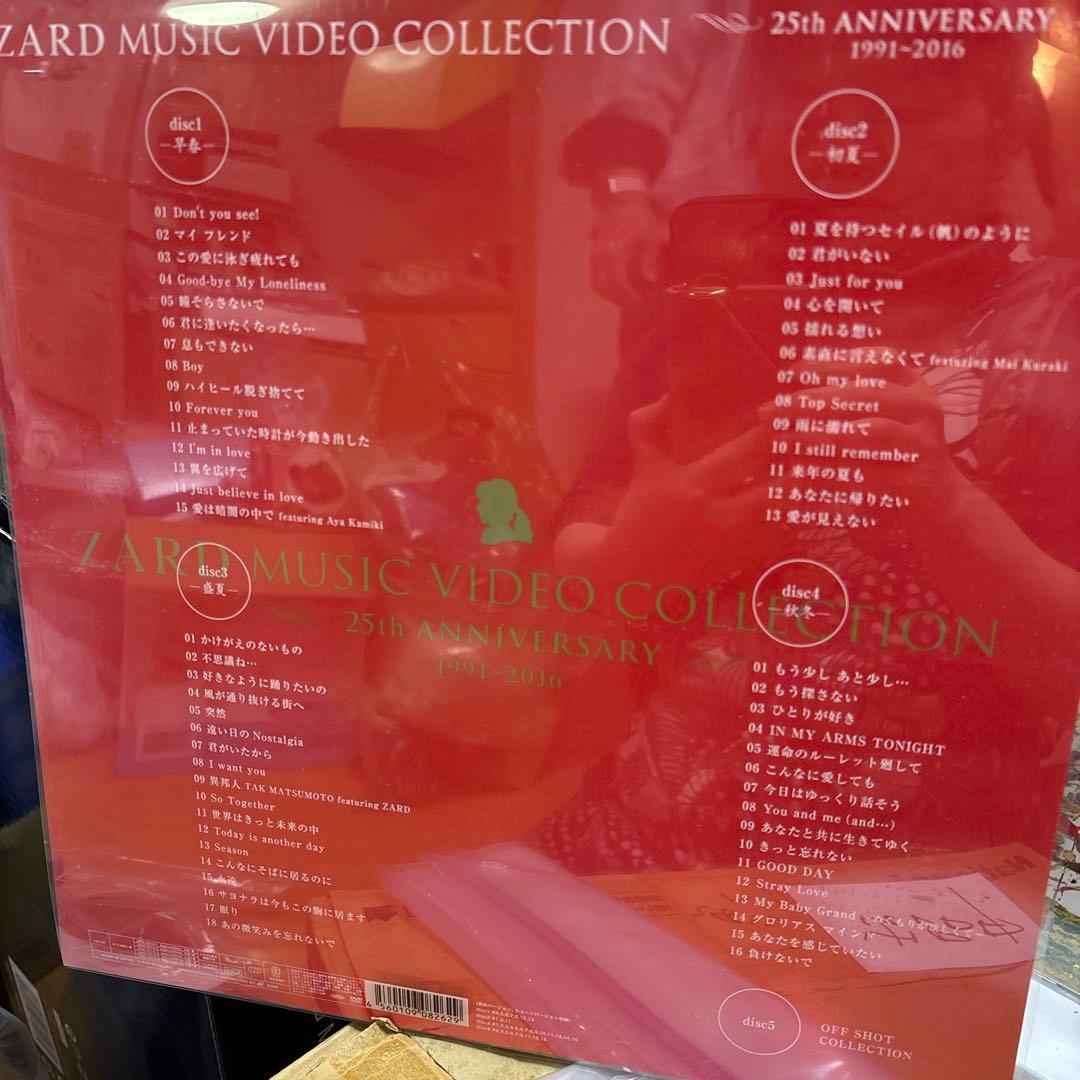 ZARD MUSIC VIDEO COLLECTION
25th ANNIVERSARY
1991~2016
disc1
―早春―
01 Don't you see!
02 マイ フレンド
03 この愛に泳ぎ疲れても
04 Good-bye My Loneliness
05 瞳そらさないで
06 君に逢いたくなったら…
07 息もできない
08 Boy
09 ハイヒール脱ぎ捨てて
10 Forever you
11 止まっていた時計が今動き出した
12 I'm in love
13 翼を広げて
14 Just believe in love
15 愛は暗闇の中で featuring Aya Kamiki
disc2
―初夏―
01 夏を待つセイル(帆)のように
02 君がいない
03 Just for you
04 心を開いて
05 揺れる想い
06 素直に言えなくて featuring Mai Kuraki
07 Oh my love
08 Top Secret
09 雨に濡れて
10 I still remember
11 来年の夏も
12 あなたに帰りたい
13 愛が見えない
ZARD MUSIC VIDEO COLLECTION
25th ANNIVERSARY
1991~2016
disc3
―盛夏―
01 かけがえのないもの
02 不思議ね…
03 好きなように踊りたいの
04 風が通り抜ける街へ
05 突然
06 遠い日のNostalgia
07 君がいたから
08 I want you
09 異邦人 TAK MATSUMOTO featuring ZARD
10 So Together
11 世界はきっと未来の中
12 Today is another day
13 Season
14 こんなにそばに居るのに
15 永遠
16 サヨナラは今もこの胸に居ます
17 眠り
18 あの微笑みを忘れないで
disc4
―秋冬―
01 もう少し あと少し…
02 もう探さない
03 ひとりが好き
04 IN MY ARMS TONIGHT
05 運命のルーレット廻して
06 こんなに愛しても
07 今日はゆっくり話そう
08 You and me (and…)
09 あなたと共に生きてゆく
10 きっと忘れない
11 GOOD DAY
12 Stray Love
13 My Baby Grand
14 グロリアス マインド
15 あなたを感じていたい
16 負けないで
4 560109 082629
disc5
OFF SHOT
COLLECTION